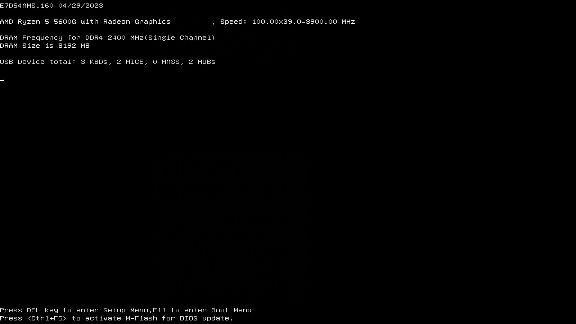 E7D54AMS.160 04/29/2023
AMD Ryzen 5 5600G with Radeon Graphics , Speed: 100.00x39.0=3900.00 MHz
DRAM Frequency for DDR4 2400 MHz(Single Channel)
DRAM Size is 8192 MB
USB Device total: 3 KBDs, 2 MICE, 0 MASS, 2 HUBs
Press DEL key to enter Setup Menu,F11 to enter Boot Menu
Press <Ctrl+F5> to activate M-Flash for BIOS update.